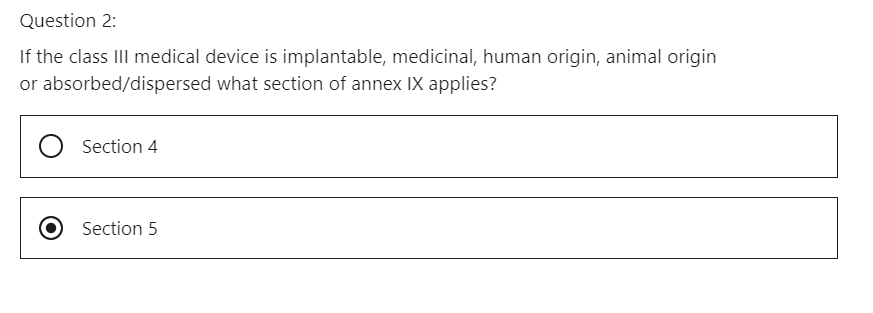 Question 2:
If the class III medical device is implantable, medicinal, human origin, animal origin
or absorbed/dispersed what section of annex IX applies?
Section 4
Section 5